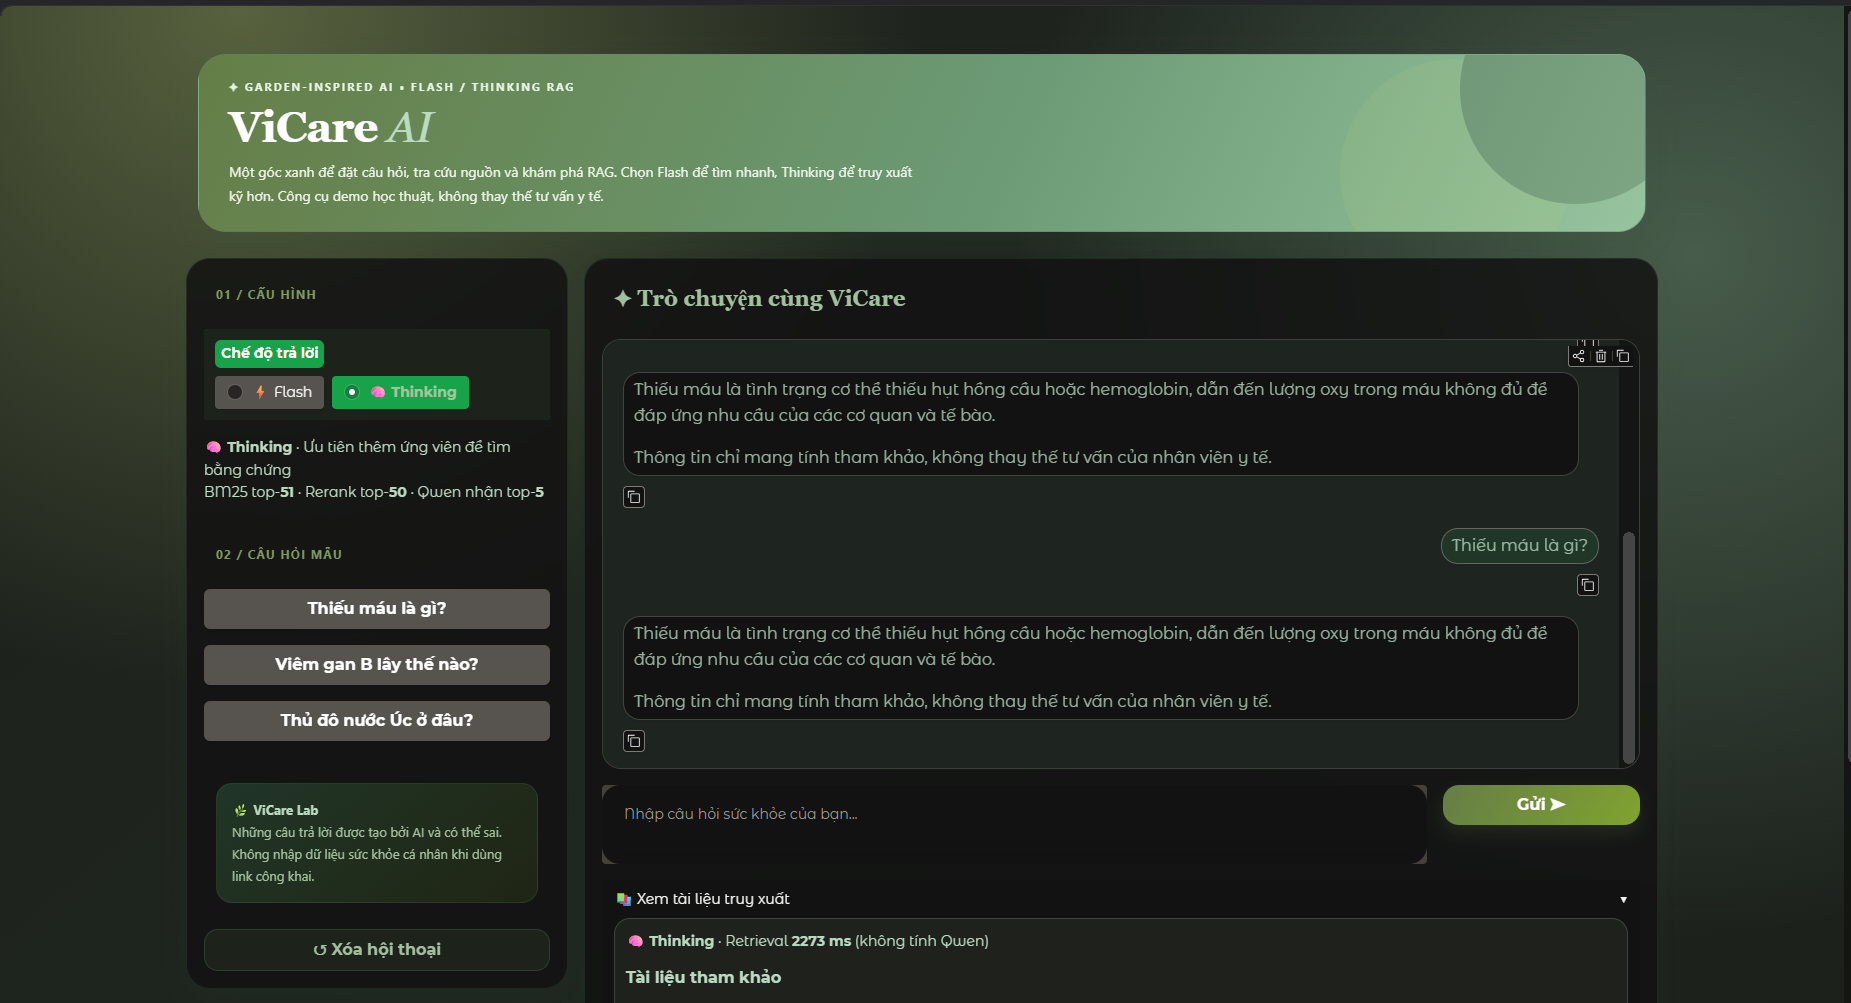 ✦ GARDEN-INSPIRED AI • FLASH / THINKING RAG
ViCare AI
Một góc xanh để đặt câu hỏi, tra cứu nguồn và khám phá RAG. Chọn Flash để tìm nhanh, Thinking để truy xuất
kỹ hơn. Công cụ demo học thuật, không thay thế tư vấn y tế.
01 / CẤU HÌNH
Chế độ trả lời
Flash
Thinking
Thinking · Ưu tiên thêm ứng viên để tìm
bằng chứng
BM25 top-51 · Rerank top-50 · Qwen nhận top-5
02 / CÂU HỎI MẪU
Thiếu máu là gì?
Viêm gan B lây thế nào?
Thủ đô nước Úc ở đâu?
ViCare Lab
Những câu trả lời được tạo bởi AI và có thể sai.
Không nhập dữ liệu sức khỏe cá nhân khi dùng
link công khai.
↺ Xóa hội thoại
✦ Trò chuyện cùng ViCare
Thiếu máu là tình trạng cơ thể thiếu hụt hồng cầu hoặc hemoglobin, dẫn đến lượng oxy trong máu không đủ để
đáp ứng nhu cầu của các cơ quan và tế bào.
Thông tin chỉ mang tính tham khảo, không thay thế tư vấn của nhân viên y tế.
Thiếu máu là gì?
Thiếu máu là tình trạng cơ thể thiếu hụt hồng cầu hoặc hemoglobin, dẫn đến lượng oxy trong máu không đủ để
đáp ứng nhu cầu của các cơ quan và tế bào.
Thông tin chỉ mang tính tham khảo, không thay thế tư vấn của nhân viên y tế.
Nhập câu hỏi sức khỏe của bạn...
Gửi ➤
Xem tài liệu truy xuất
Thinking · Retrieval 2273 ms (không tính Qwen)
Tài liệu tham khảo